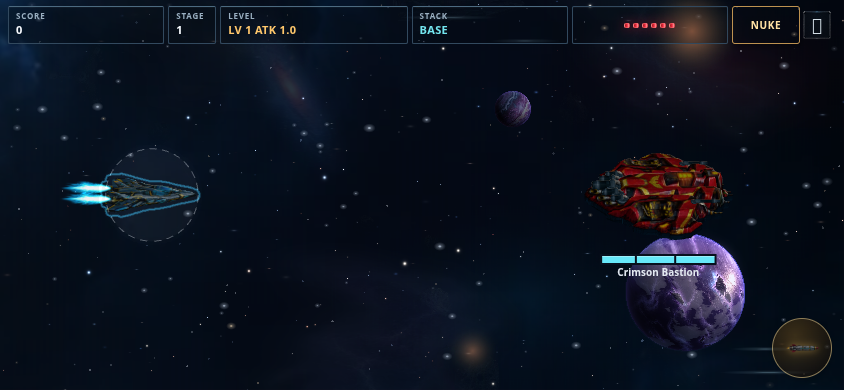 SCORE
0
STAGE
1
LEVEL
LV 1 ATK 1.0
STACK
BASE
NUKE
Crimson Bastion